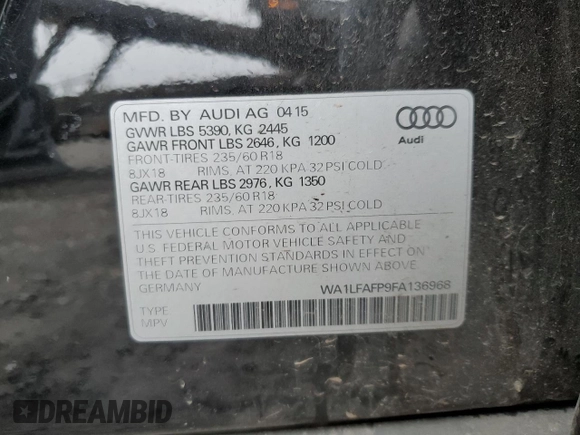 MFD. BY AUDI AG 04 15
GVWR LBS 5390, KG 2445
GAWR FRONT LBS 2646, KG 1200
FRONT-TIRES 235/60 R18
8JX18 RIMS, AT 220 KPA 32 PSI COLD
GAWR REAR LBS 2976, KG 1350
REAR-TIRES 235/60 R18
8JX18 RIMS, AT 220 KPA 32 PSI COLD
Audi
THIS VEHICLE CONFORMS TO ALL APPLICABLE
U.S. FEDERAL MOTOR VEHICLE SAFETY AND
THEFT PREVENTION STANDARDS IN EFFECT ON
THE DATE OF MANUFACTURE SHOWN ABOVE.
GERMANY WA1LFAFP9FA136968
TYPE
MPV
DREAMBID